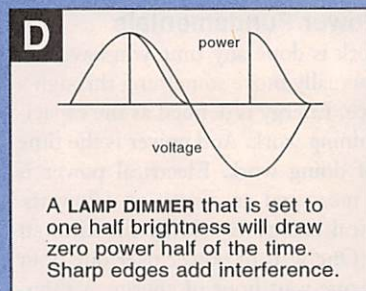 D
power
voltage
A LAMP DIMMER that is set to
one half brightness will draw
zero power half of the time.
Sharp edges add interference.